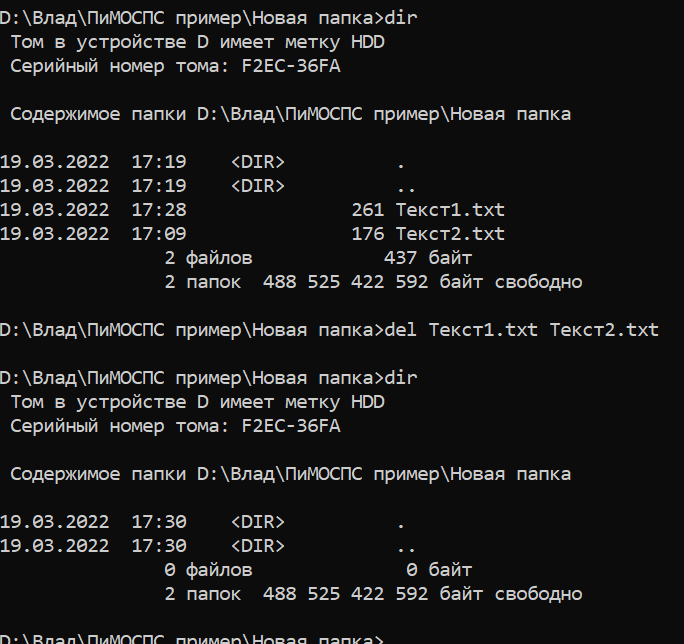 D:\Влад\ПиМОСПС пример\Новая папка>dir
Том в устройстве D имеет метку HDD
Серийный номер тома: F2EC-36FA
Содержимое папки D:\Влад\ПиМОСПС пример\Новая папка
19.03.2022  17:19    <DIR>          .
19.03.2022  17:19    <DIR>          ..
19.03.2022  17:28               261 Текст1.txt
19.03.2022  17:09               176 Текст2.txt
2 файлов            437 байт
2 папок  488 525 422 592 байт свободно
D:\Влад\ПиМОСПС пример\Новая папка>del Текст1.txt Текст2.txt
D:\Влад\ПиМОСПС пример\Новая папка>dir
Том в устройстве D имеет метку HDD
Серийный номер тома: F2EC-36FA
Содержимое папки D:\Влад\ПиМОСПС пример\Новая папка
19.03.2022  17:30    <DIR>          .
19.03.2022  17:30    <DIR>          ..
0 файлов              0 байт
2 папок  488 525 422 592 байт свободно
D:\Влад\ПиМОСПС пример\Новая папка>